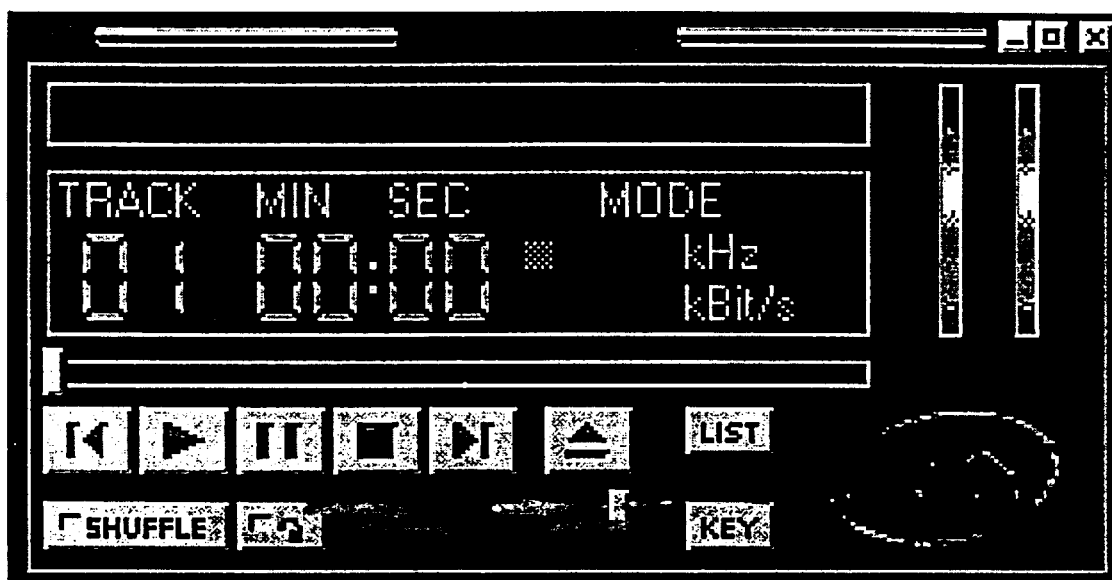 TRACK MIN SEC MODE
01 00:00 kHz
kBit/s
LIST
SHUFFLE KEY